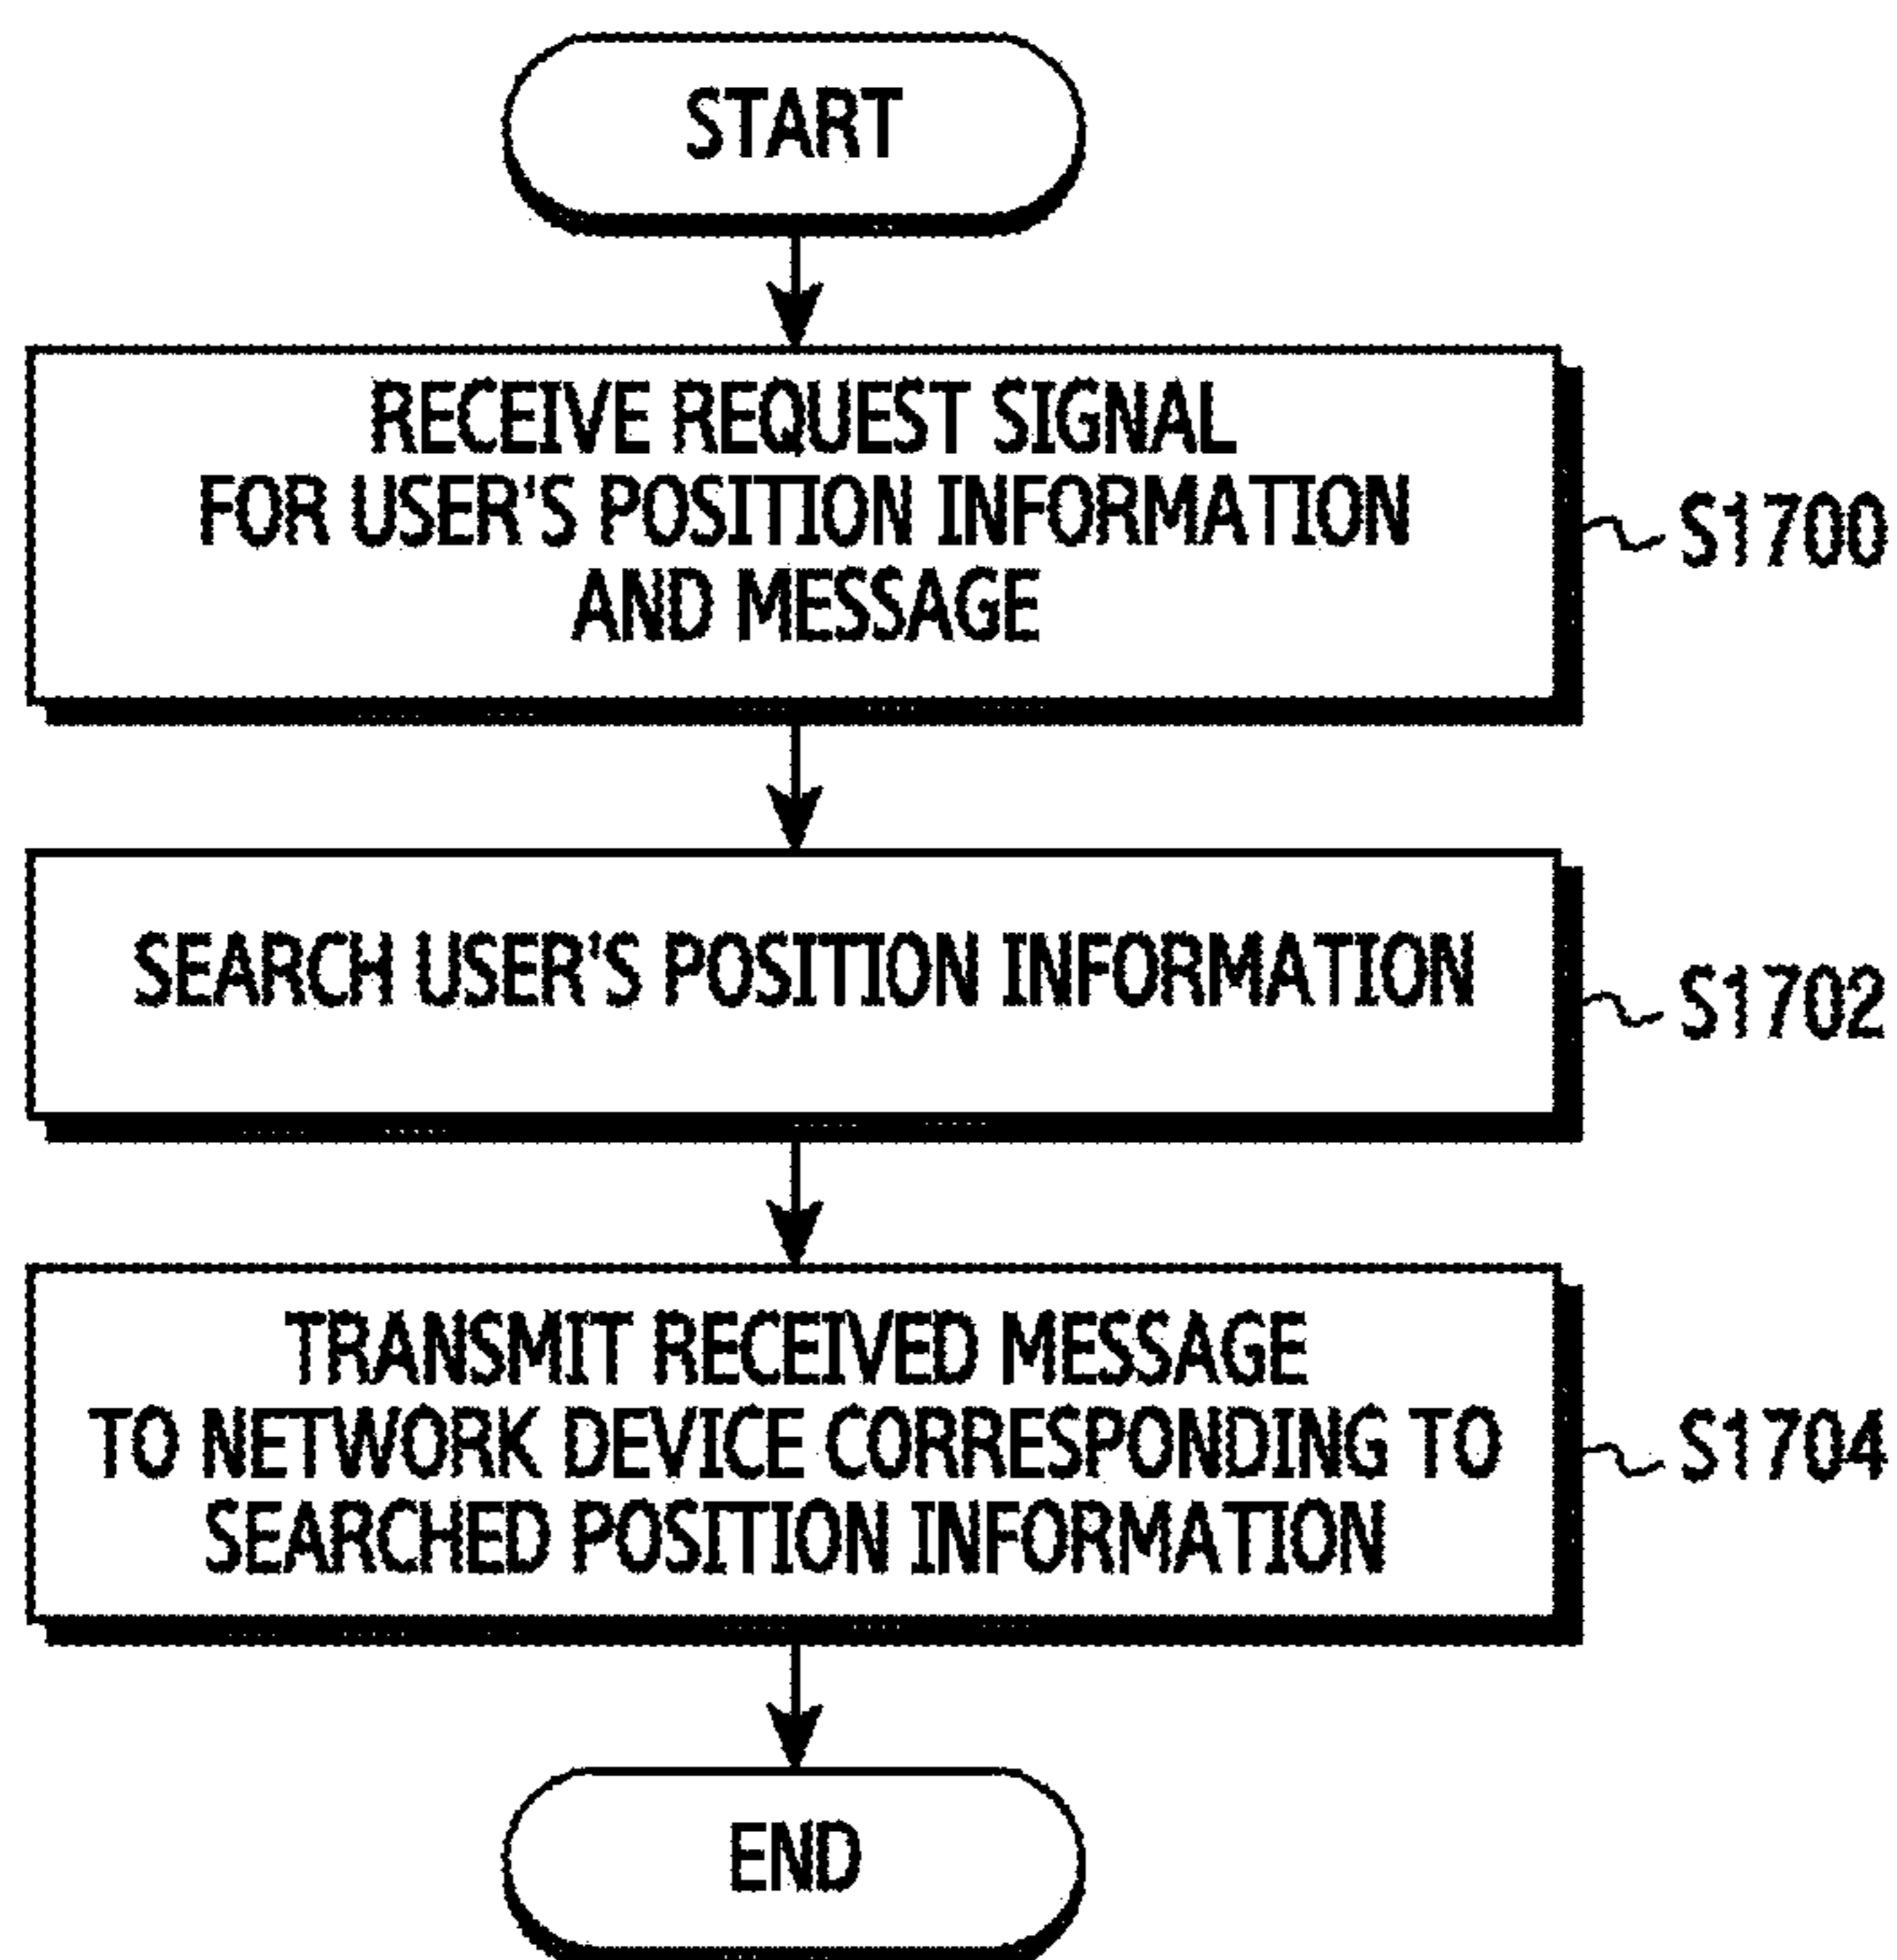 START
RECEIVE REQUEST SIGNAL
FOR USER'S POSITION INFORMATION
AND MESSAGE
S1700
SEARCH USER'S POSITION INFORMATION
S1702
TRANSMIT RECEIVED MESSAGE
TO NETWORK DEVICE CORRESPONDING TO
SEARCHED POSITION INFORMATION
S1704
END